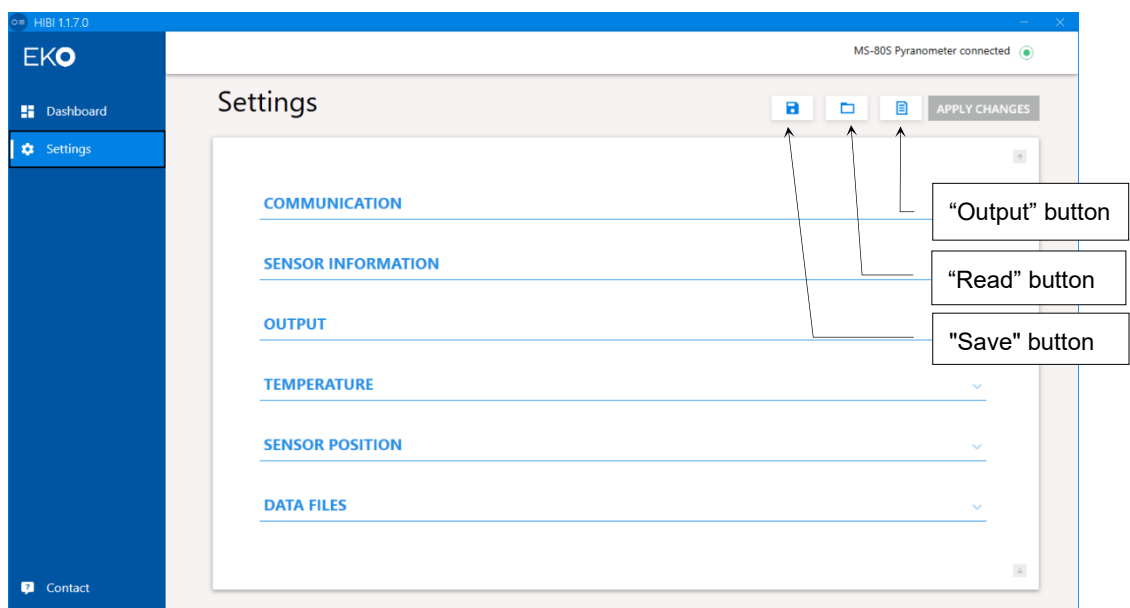 HIBI 1.1.7.0
EKO
MS-80S Pyranometer connected
Dashboard
Settings
Contact
Settings
APPLY CHANGES
COMMUNICATION
SENSOR INFORMATION
OUTPUT
TEMPERATURE
SENSOR POSITION
DATA FILES
“Output” button
“Read” button
"Save" button